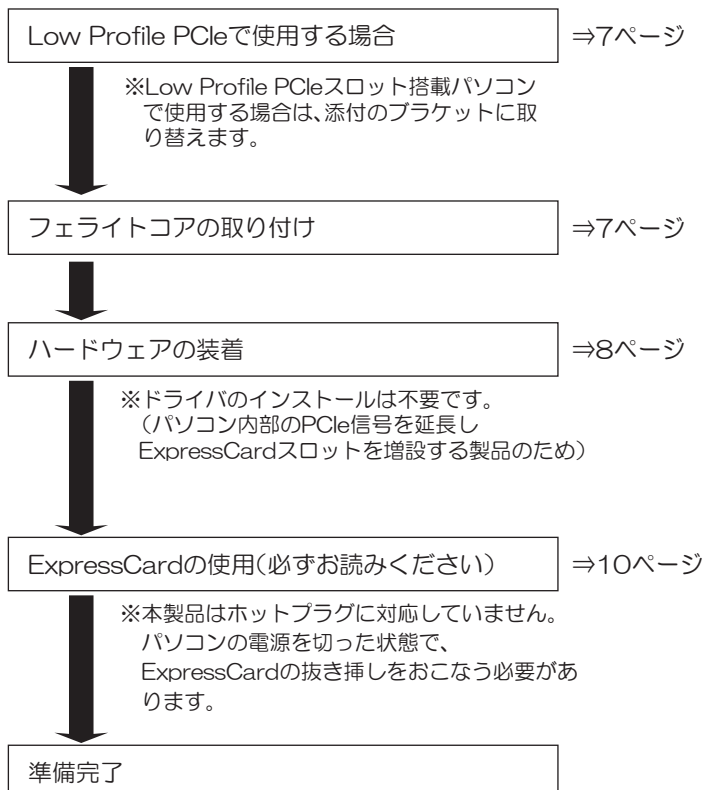 Low Profile PCIeで使用する場合 ⇒7ページ
※Low Profile PCIeスロット搭載パソコン
で使用する場合は、添付のブラケットに取
り替えます。
フェライトコアの取り付け ⇒7ページ
ハードウェアの装着 ⇒8ページ
※ドライバのインストールは不要です。
（パソコン内部のPCIe信号を延長し
ExpressCardスロットを増設する製品のため）
ExpressCardの使用（必ずお読みください） ⇒10ページ
※本製品はホットプラグに対応していません。
パソコンの電源を切った状態で、
ExpressCardの抜き挿しをおこなう必要があ
ります。
準備完了